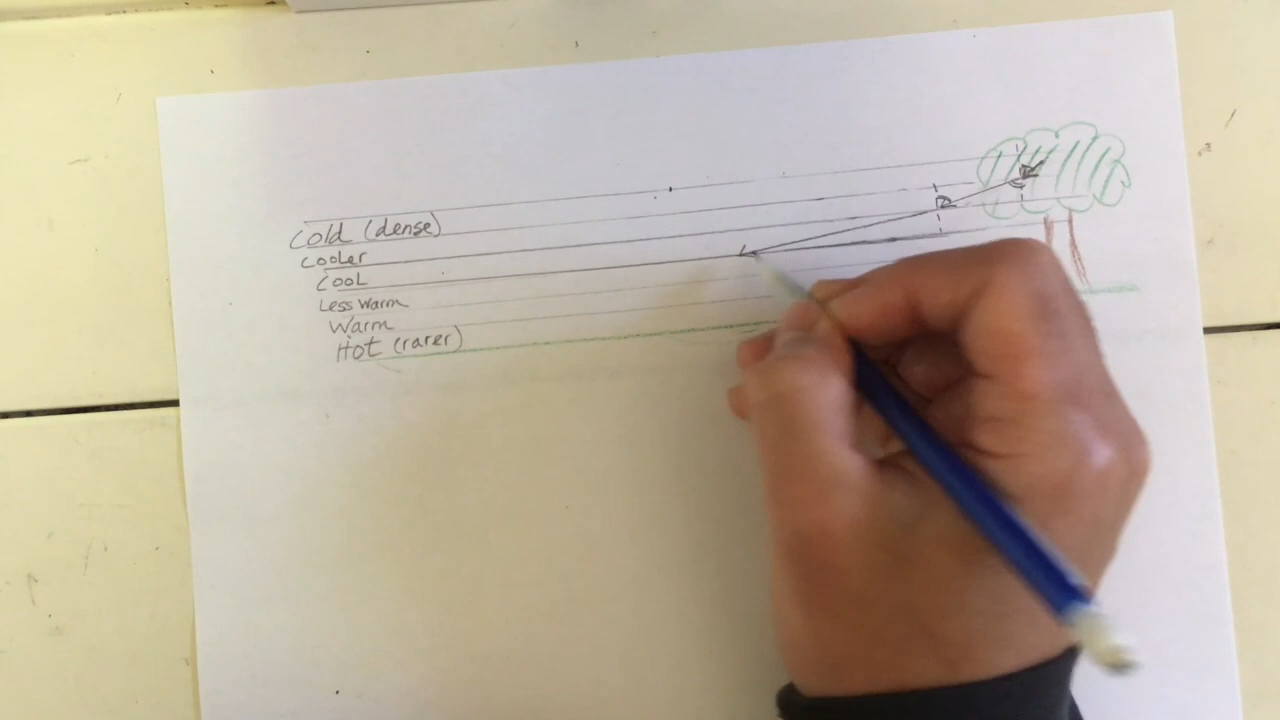 Cold (dense)
Cooler
Cool
Less Warm
Warm
Hot (rarer)